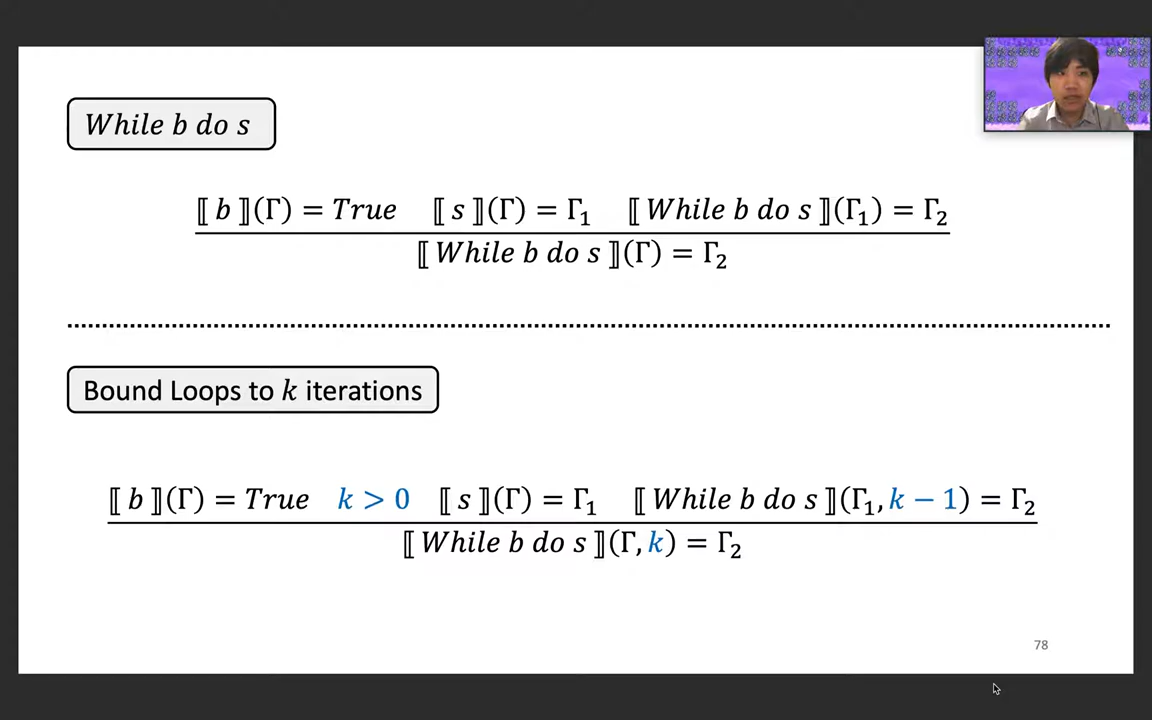 While b do s
⟦ b ⟧(Γ) = True ⟦ s ⟧(Γ) = Γ₁ ⟦ While b do s ⟧(Γ₁) = Γ₂
⟦ While b do s ⟧(Γ) = Γ₂
Bound Loops to k iterations
⟦ b ⟧(Γ) = True k > 0 ⟦ s ⟧(Γ) = Γ₁ ⟦ While b do s ⟧(Γ₁, k − 1) = Γ₂
⟦ While b do s ⟧(Γ, k) = Γ₂
78